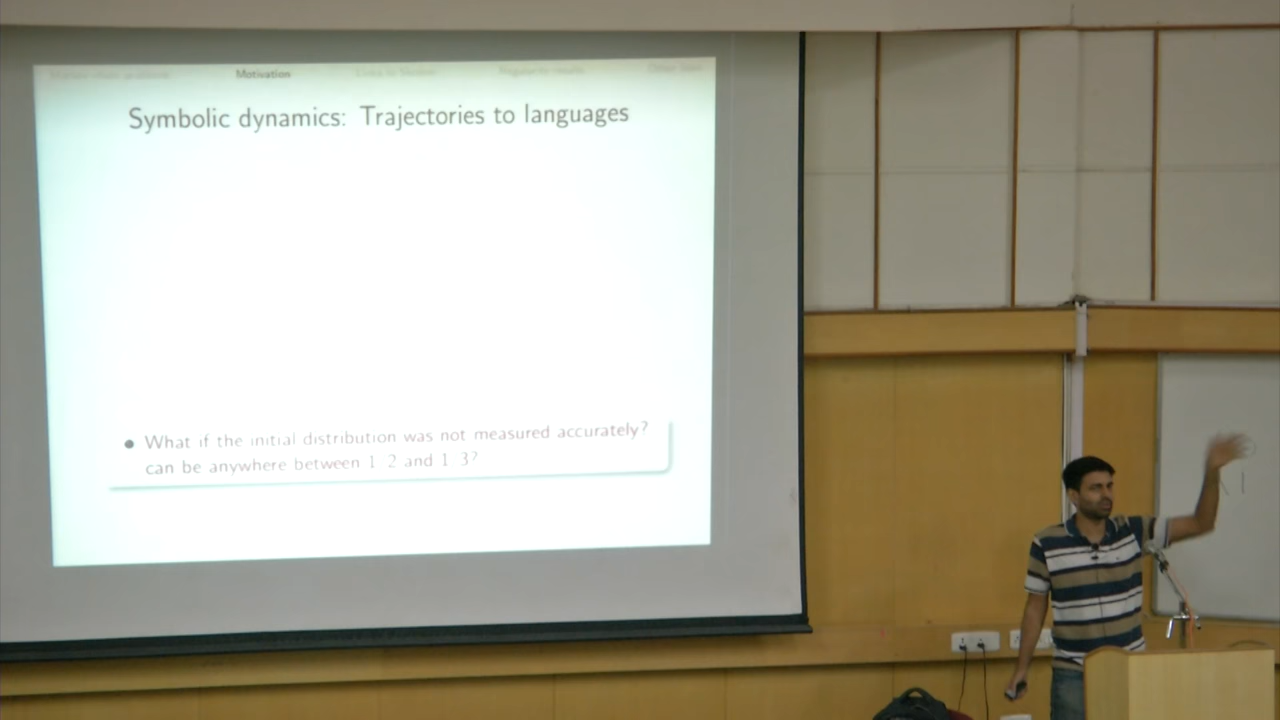 Motivation
Symbolic dynamics: Trajectories to languages
• What if the initial distribution was not measured accurately?
can be anywhere between 1 2 and 1 3?